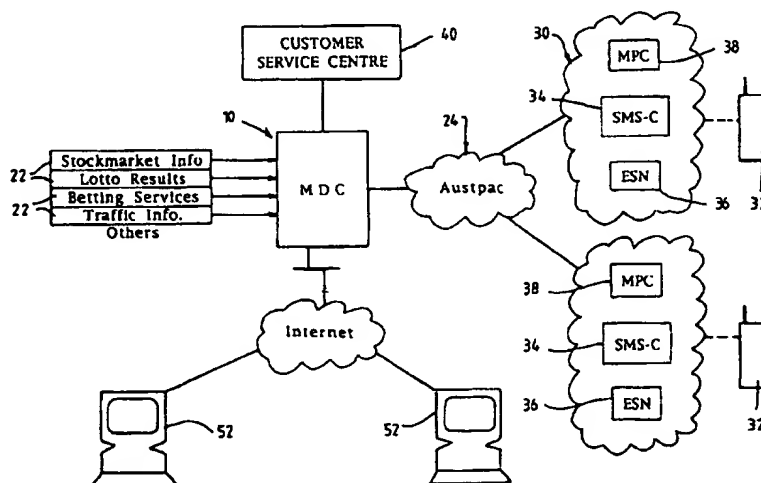 CUSTOMER
SERVICE CENTRE
40
30
MPC
38
34
SMS-C
10
24
22
Stockmarket Info
Lotto Results
22
Betting Services
Traffic Info.
Others
MDC
Austpac
ESN
36
38
MPC
Internet
34
SMS-C
52
52
36
ESN
32